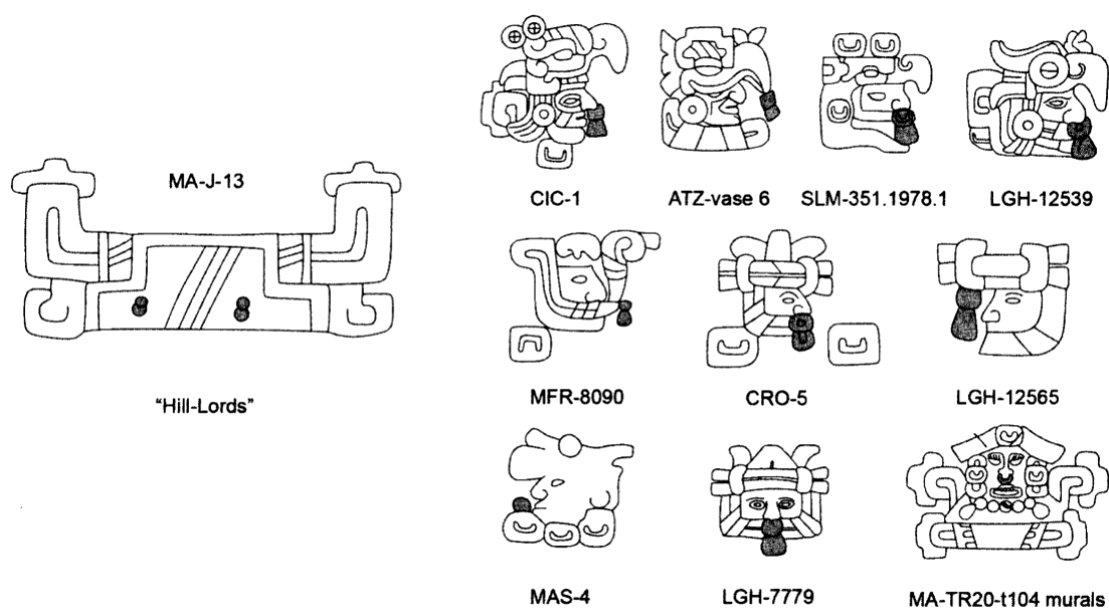 MA-J-13
"Hill-Lords"
CIC-1
ATZ-vase 6
SLM-351.1978.1
LGH-12539
MFR-8090
CRO-5
LGH-12565
MAS-4
LGH-7779
MA-TR20-t104 murals